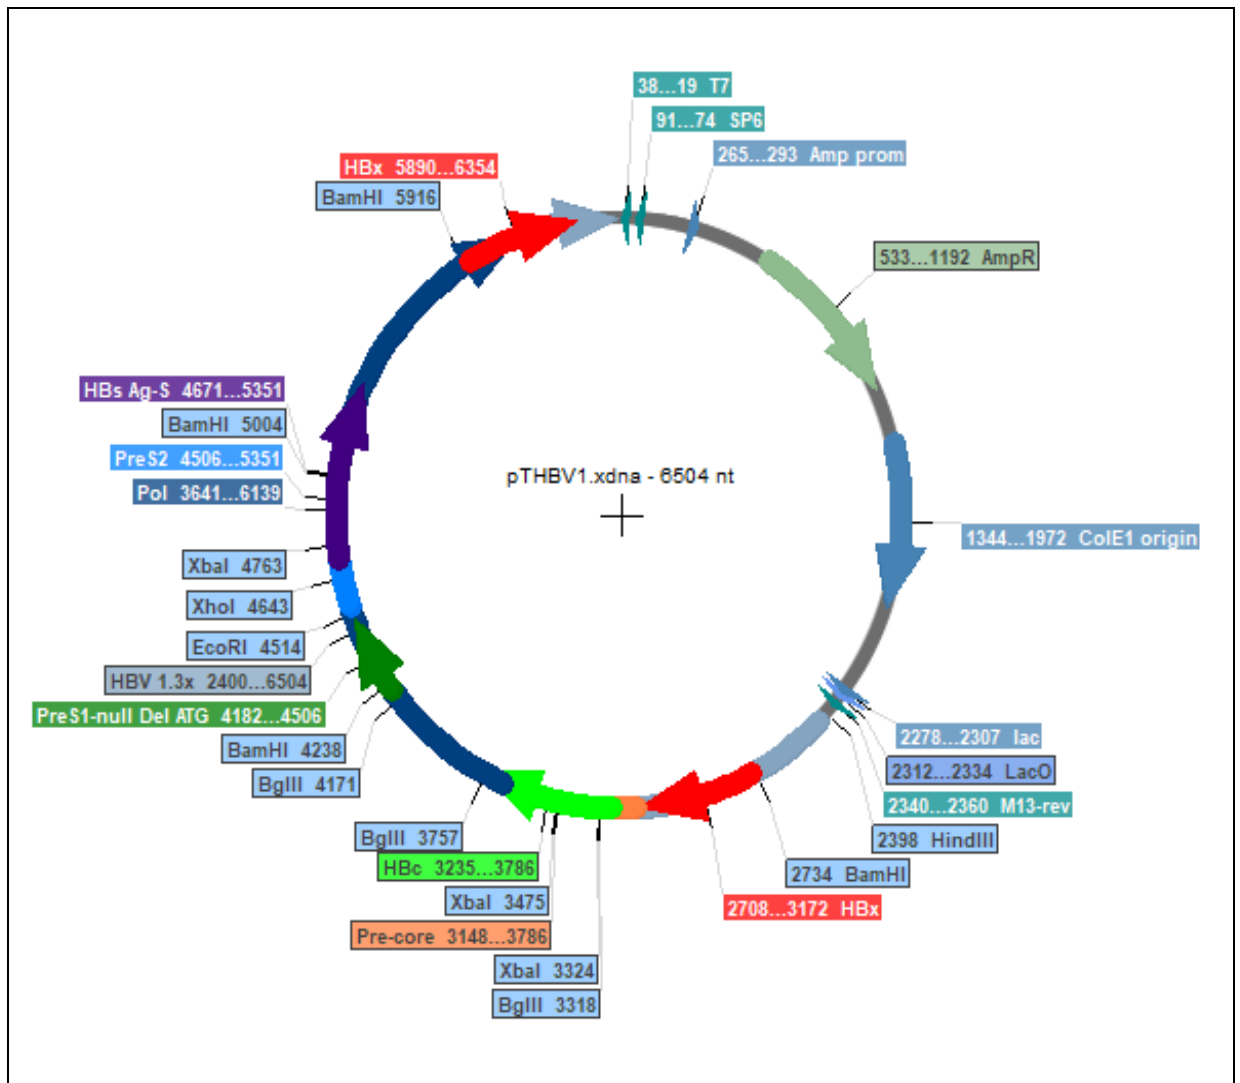 38...19 T7
91...74 SP6
265...293 Amp prom
HBx 5890...6354
BamHI 5916
533...1192 AmpR
HBs Ag-S 4671...5351
BamHI 5004
PreS2 4506...5351
Pol 3641...6139
pTHBV1.xdna - 6504 nt
1344...1972 ColE1 origin
XbaI 4763
XhoI 4643
EcoRI 4514
HBV 1.3x 2400...6504
PreS1-null Del ATG 4182...4506
BamHI 4238
BglII 4171
2278...2307 lac
2312...2334 LacO
2340...2360 M13-rev
2398 HindIII
BglII 3757
HBc 3235...3786
2734 BamHI
XbaI 3475
2708...3172 HBx
Pre-core 3148...3786
XbaI 3324
BglII 3318